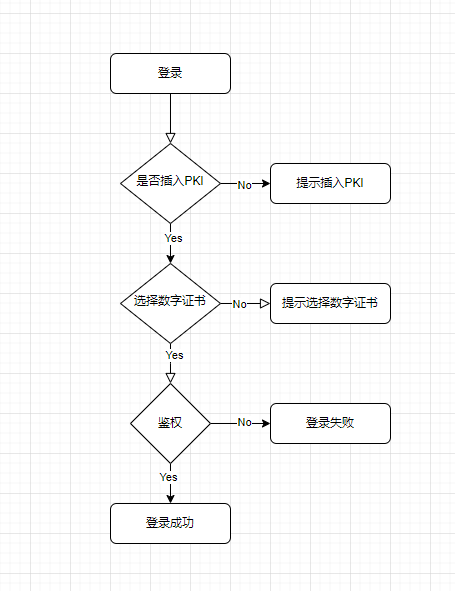 登录
是否插入PKI
No
提示插入PKI
Yes
选择数字证书
No
提示选择数字证书
Yes
鉴权
No
登录失败
Yes
登录成功